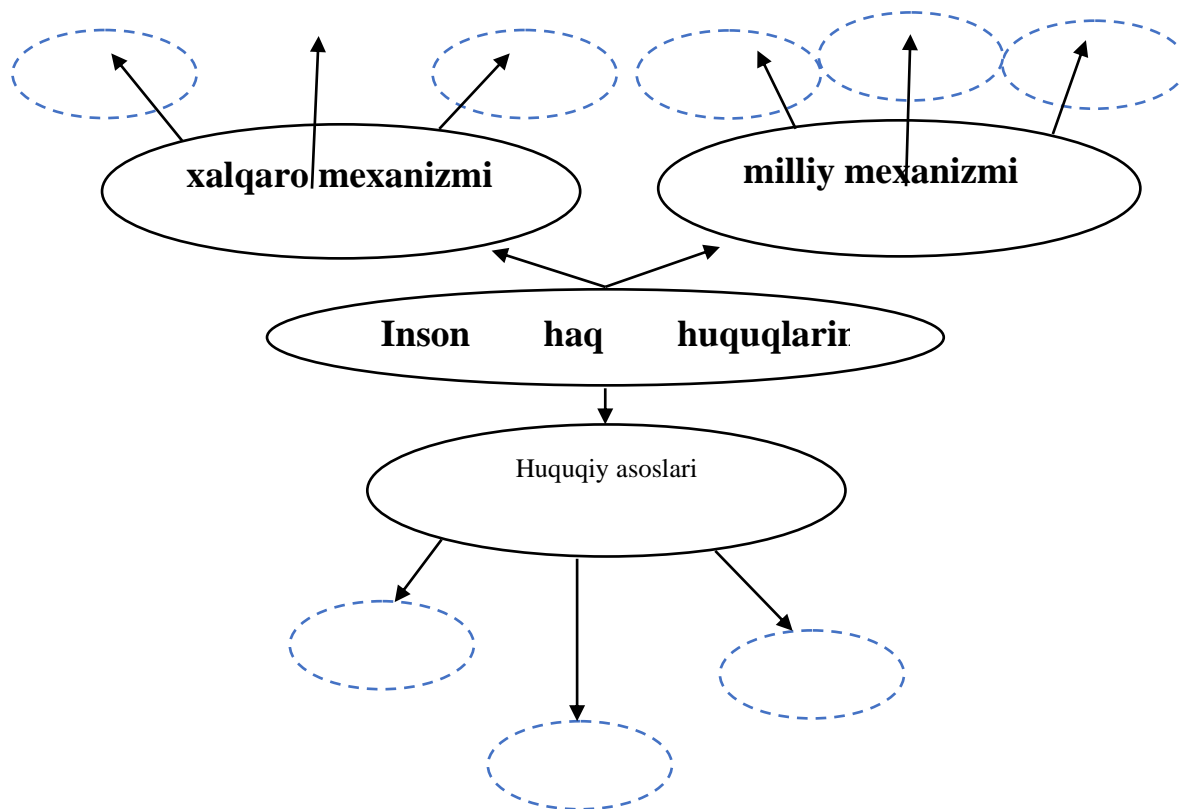 xalqaro mexanizmi
milliy mexanizmi
Inson haq huquqlarin
Huquqiy asoslari